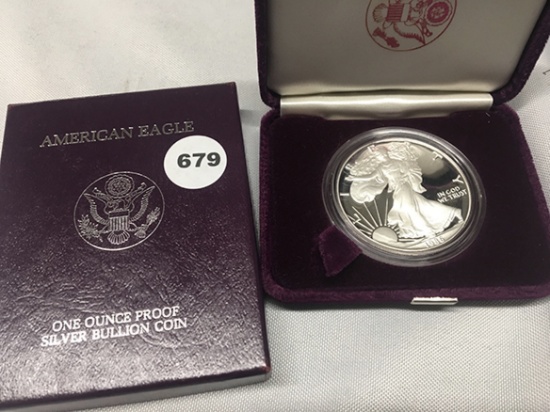 AMERICAN EAGLE
679
ONE OUNCE PROOF
SILVER BULLION COIN
IN GOD
WE TRUST